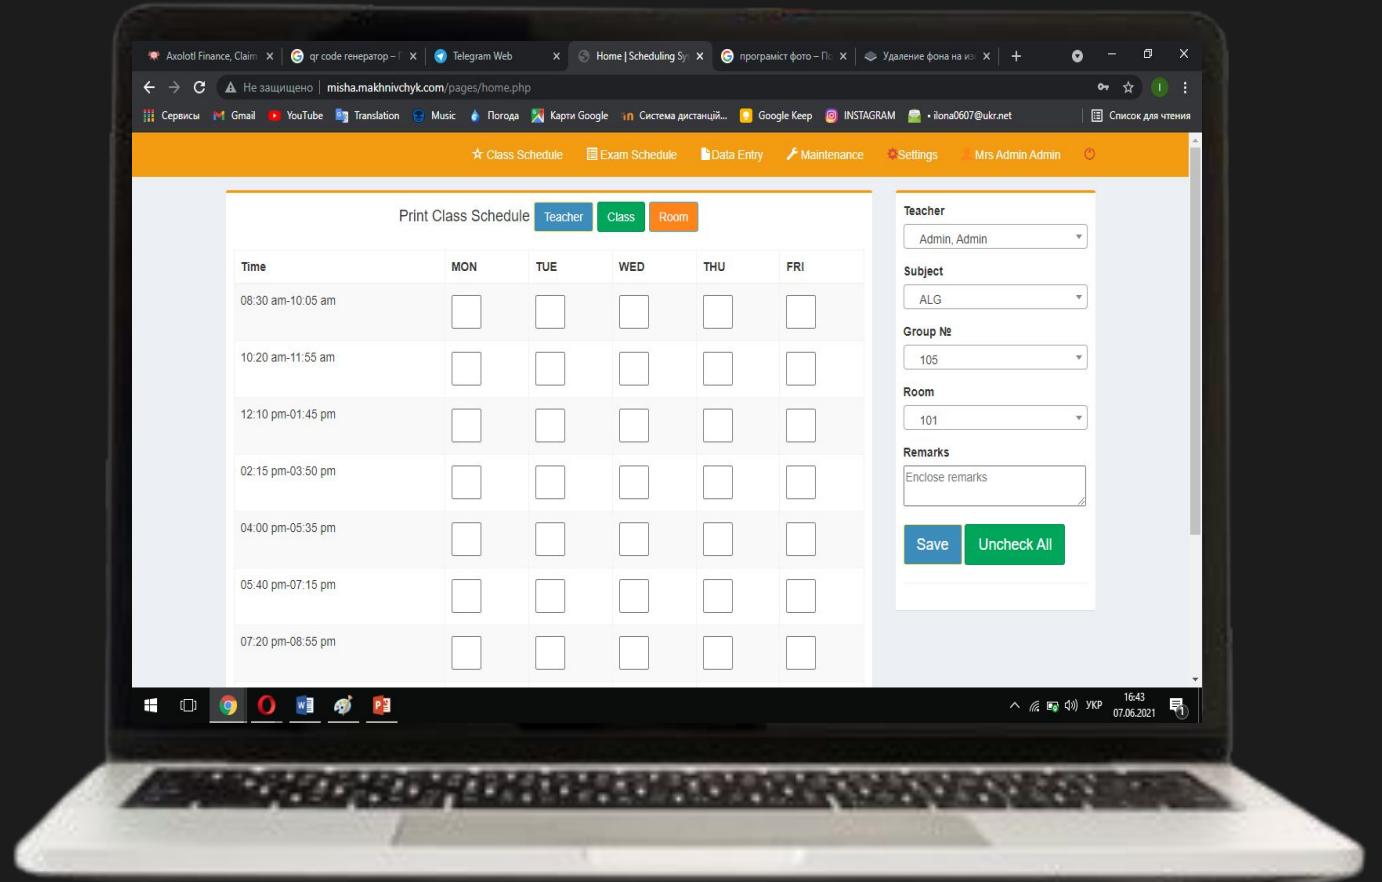 Axolotl Finance, Claim
qr code генератор – П
Telegram Web
Home | Scheduling Sy
програміст фото – По
Удаление фона на из
Не защищено | misha.makhnivchyk.com/pages/home.php
Сервисы Gmail YouTube Translation Music Погода Карти Google Система дистанцій... Google Keep INSTAGRAM • ilona0607@ukr.net Список для чтения
Class Schedule Exam Schedule Data Entry Maintenance Settings Mrs Admin Admin
Print Class Schedule Teacher Class Room
Time MON TUE WED THU FRI
08:30 am-10:05 am
10:20 am-11:55 am
12:10 pm-01:45 pm
02:15 pm-03:50 pm
04:00 pm-05:35 pm
05:40 pm-07:15 pm
07:20 pm-08:55 pm
Teacher
Admin, Admin
Subject
ALG
Group №
105
Room
101
Remarks
Enclose remarks
Save Uncheck All
УКР
16:43
07.06.2021